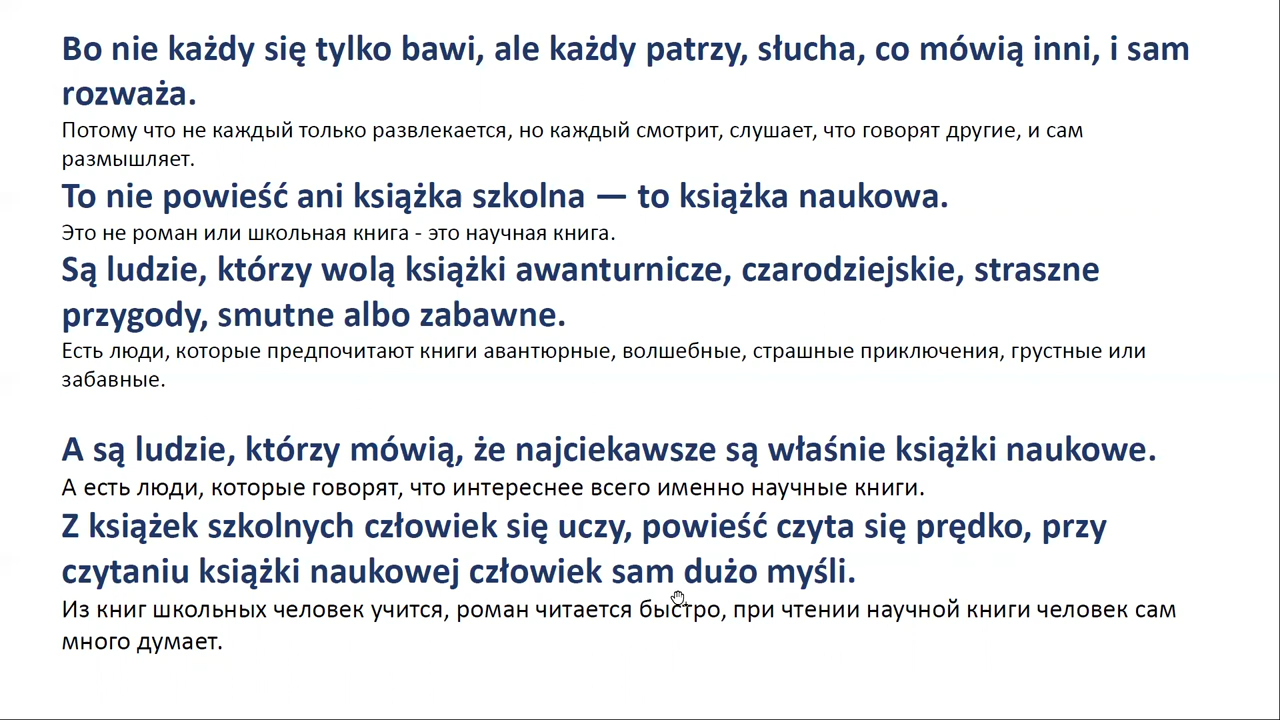 Bo nie każdy się tylko bawi, ale każdy patrzy, słucha, co mówią inni, i sam
rozważa.
Потому что не каждый только развлекается, но каждый смотрит, слушает, что говорят другие, и сам
размышляет.
To nie powieść ani książka szkolna — to książka naukowa.
Это не роман или школьная книга - это научная книга.
Są ludzie, którzy wolą książki awanturnicze, czarodziejskie, straszne
przygody, smutne albo zabawne.
Есть люди, которые предпочитают книги авантюрные, волшебные, страшные приключения, грустные или
забавные.
A są ludzie, którzy mówią, że najciekawsze są właśnie książki naukowe.
А есть люди, которые говорят, что интереснее всего именно научные книги.
Z książek szkolnych człowiek się uczy, powieść czyta się prędko, przy
czytaniu książki naukowej człowiek sam dużo myśli.
Из книг школьных человек учится, роман читается быстро, при чтении научной книги человек сам
много думает.